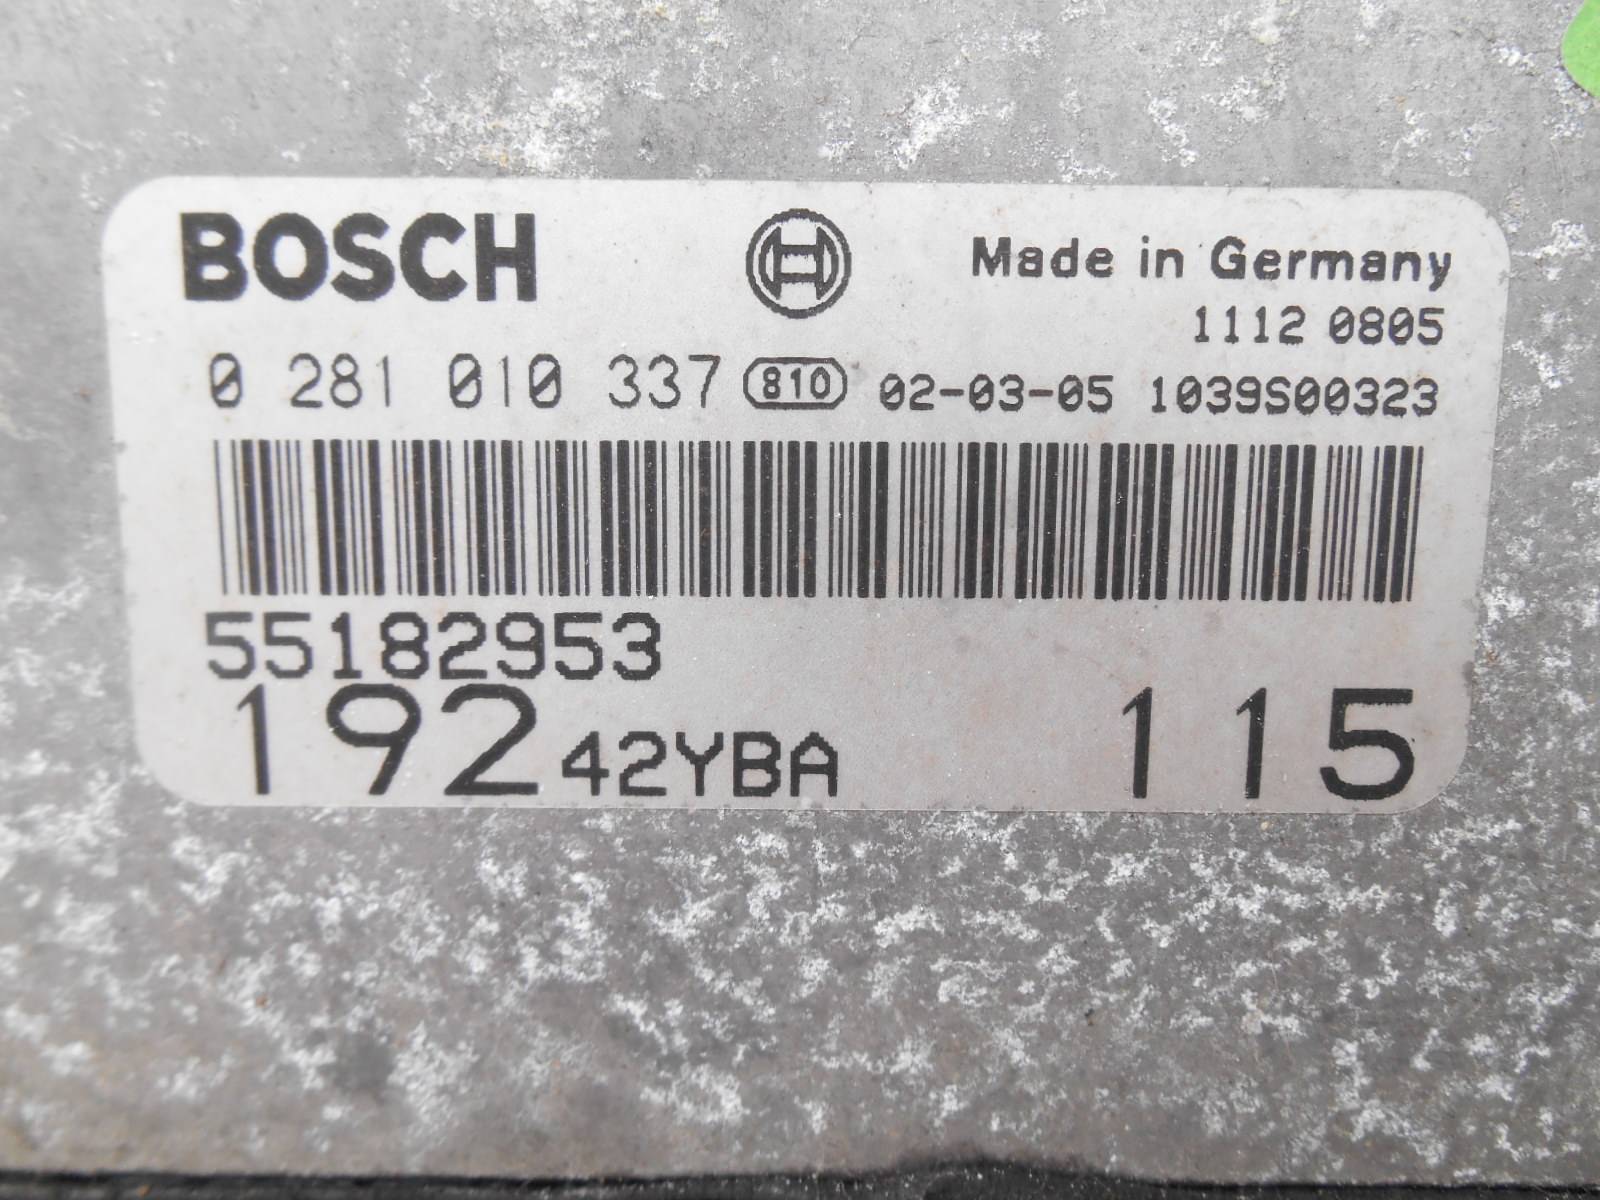 BOSCH Made in Germany
1112 0805
0 281 010 337 810 02-03-05 1039S00323
55182953
192 42YBA 115